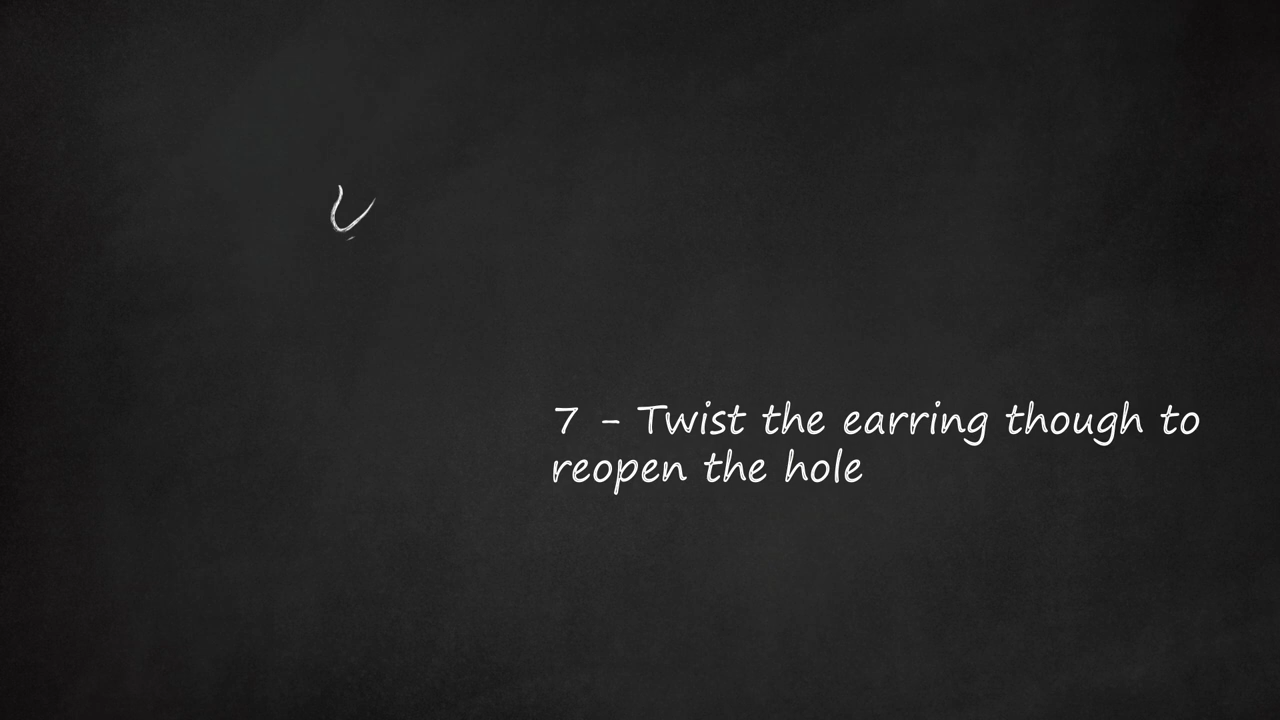 7 - Twist the earring though to
reopen the hole